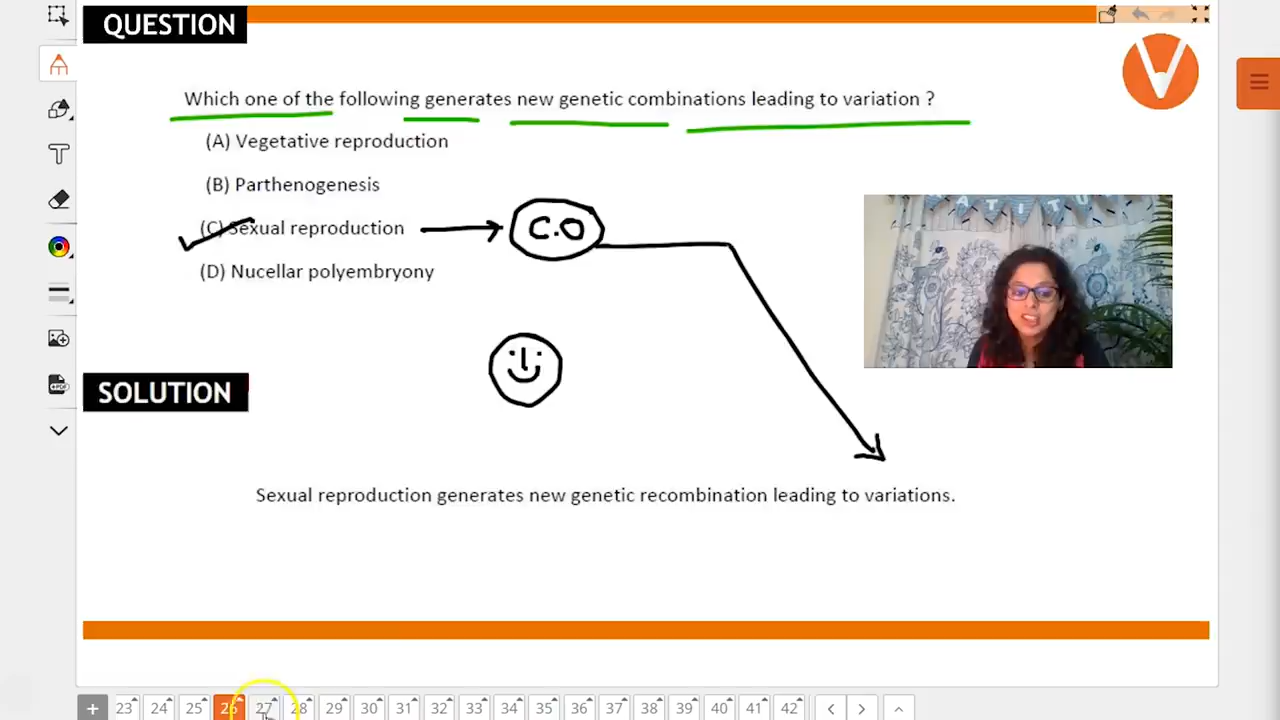 QUESTION
Which one of the following generates new genetic combinations leading to variation ?
(A) Vegetative reproduction
(B) Parthenogenesis
(C) Sexual reproduction
C.O
(D) Nucellar polyembryony
ATITU
SOLUTION
Sexual reproduction generates new genetic recombination leading to variations.
23 24 25 26 27 28 29 30 31 32 33 34 35 36 37 38 39 40 41 42